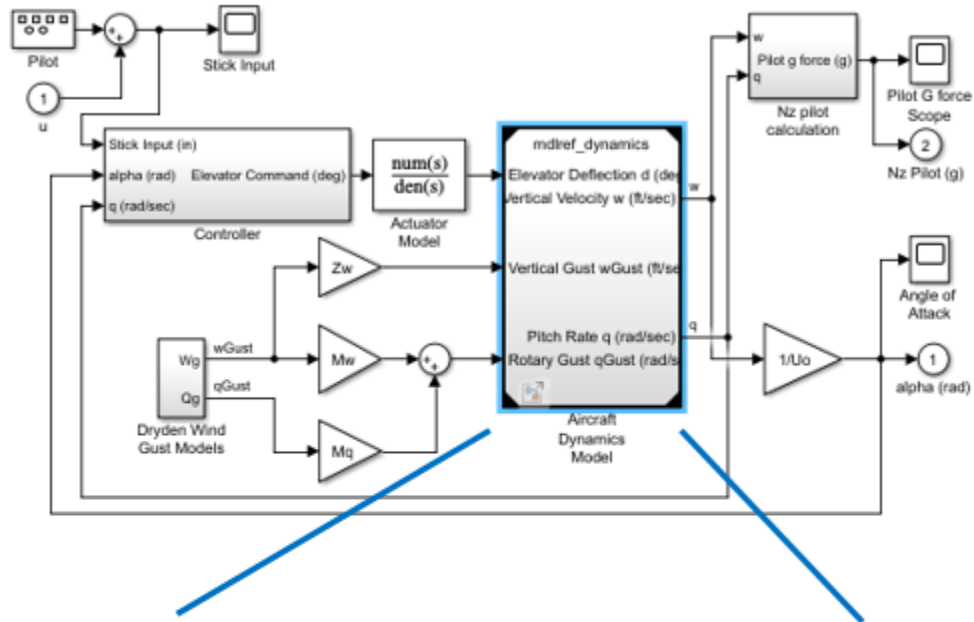 Pilot
1
u
Stick Input
Stick Input (in)
alpha (rad)
q (rad/sec)
Elevator Command (deg)
Controller
num(s)
den(s)
Actuator
Model
mdlref_dynamics
Elevator Deflection d (deg
Vertical Velocity w (ft/sec)
Vertical Gust wGust (ft/se
Pitch Rate q (rad/sec)
Rotary Gust qGust (rad/s
Aircraft
Dynamics
Model
w
q
w
q
Pilot g force (g)
Nz pilot
calculation
Pilot G force
Scope
2
Nz Pilot (g)
Zw
Mw
Mq
Wg
Qg
wGust
qGust
Dryden Wind
Gust Models
1/Uo
Angle of
Attack
1
alpha (rad)